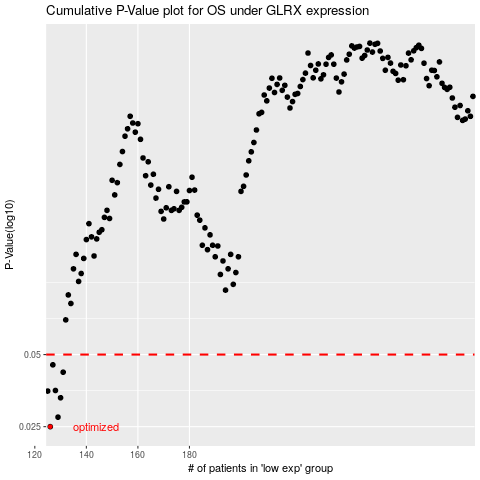 Cumulative P-Value plot for OS under GLRX expression
P-Value(log10)
0.05
0.025
optimized
120 140 160 180
# of patients in 'low exp' group